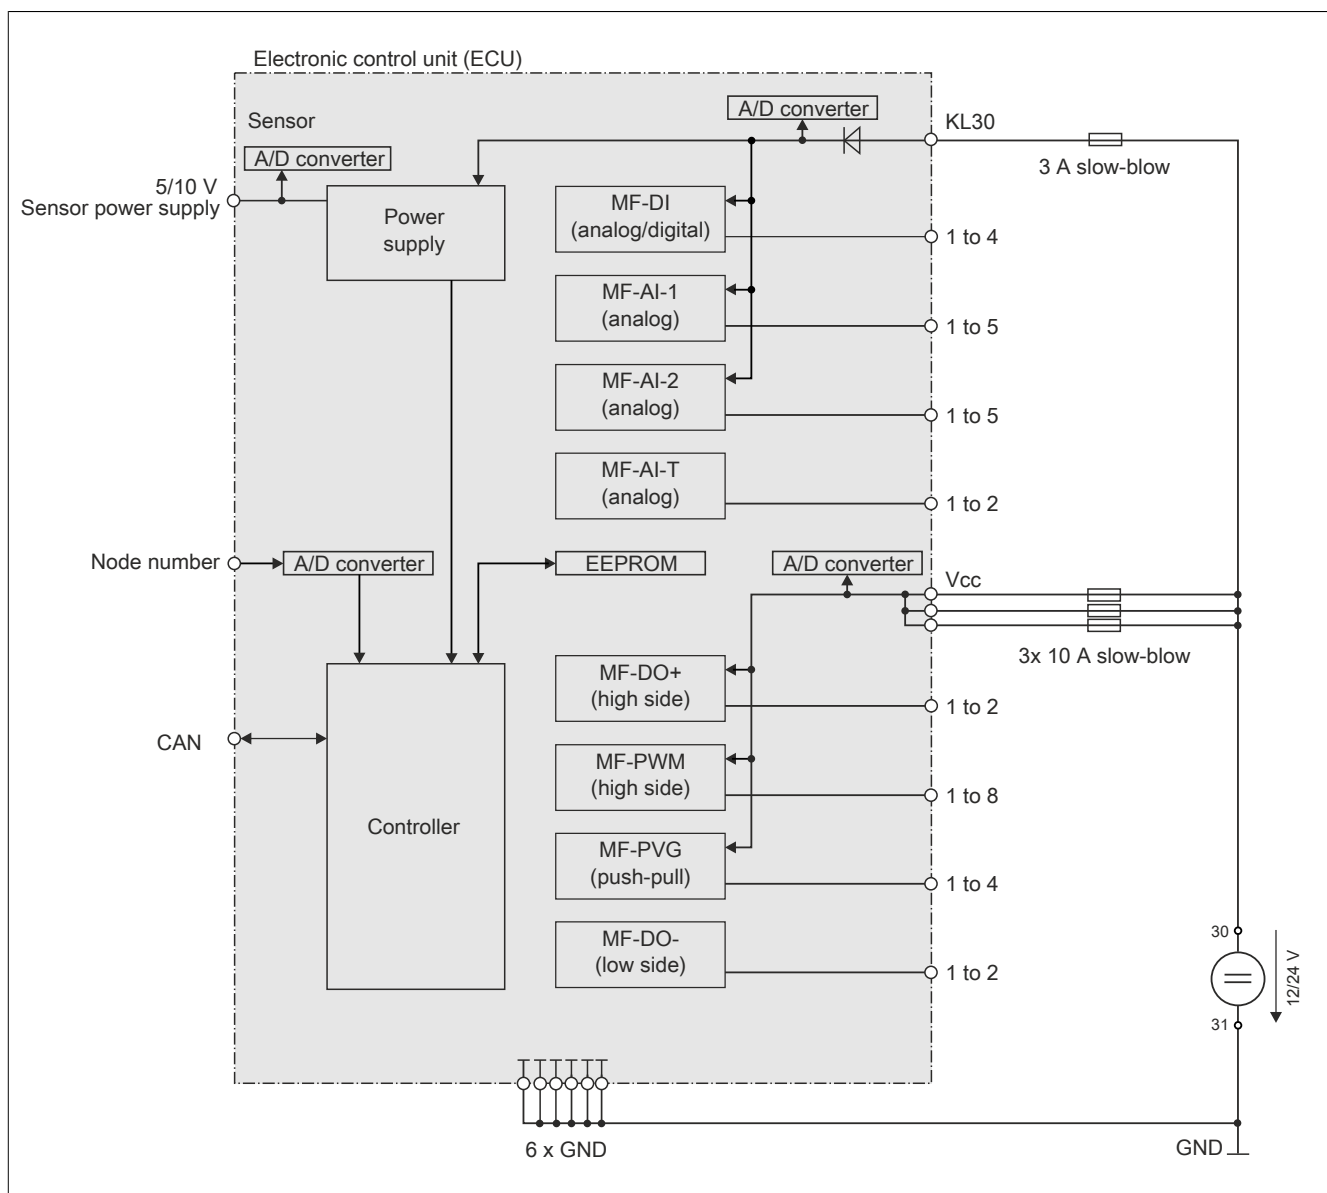 Electronic control unit (ECU)
Sensor
A/D converter
KL30
A/D converter
3 A slow-blow
5/10 V
Sensor power supply
Power
supply
MF-DI
(analog/digital)
1 to 4
MF-AI-1
(analog)
1 to 5
MF-AI-2
(analog)
1 to 5
MF-AI-T
(analog)
1 to 2
Node number
A/D converter
EEPROM
A/D converter
Vcc
3x 10 A slow-blow
MF-DO+
(high side)
1 to 2
CAN
MF-PWM
(high side)
1 to 8
Controller
MF-PVG
(push-pull)
1 to 4
MF-DO-
(low side)
1 to 2
30
12/24 V
31
6 x GND
GND